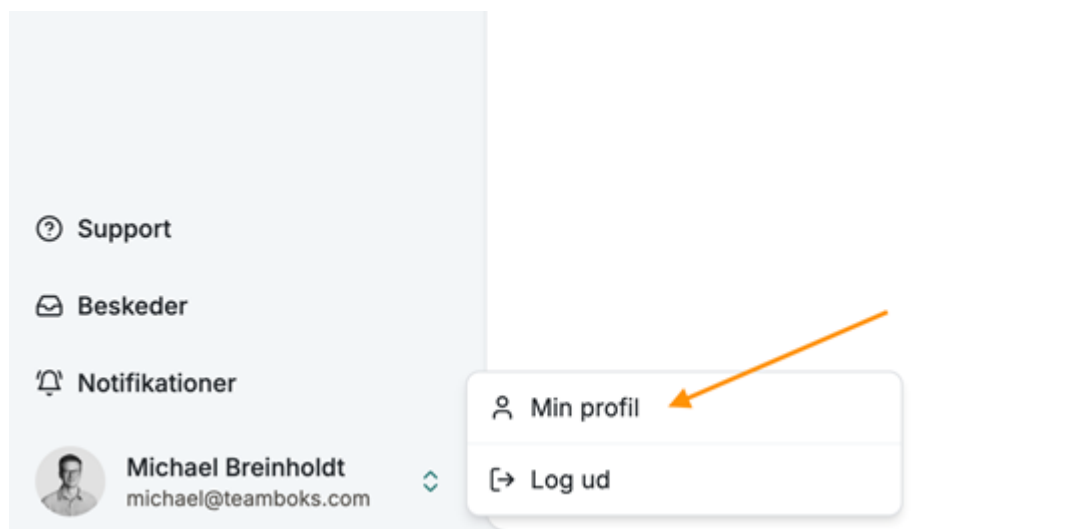 Support
Beskeder
Notifikationer
Min profil
Michael Breinholdt
michael@teamboks.com
Log ud